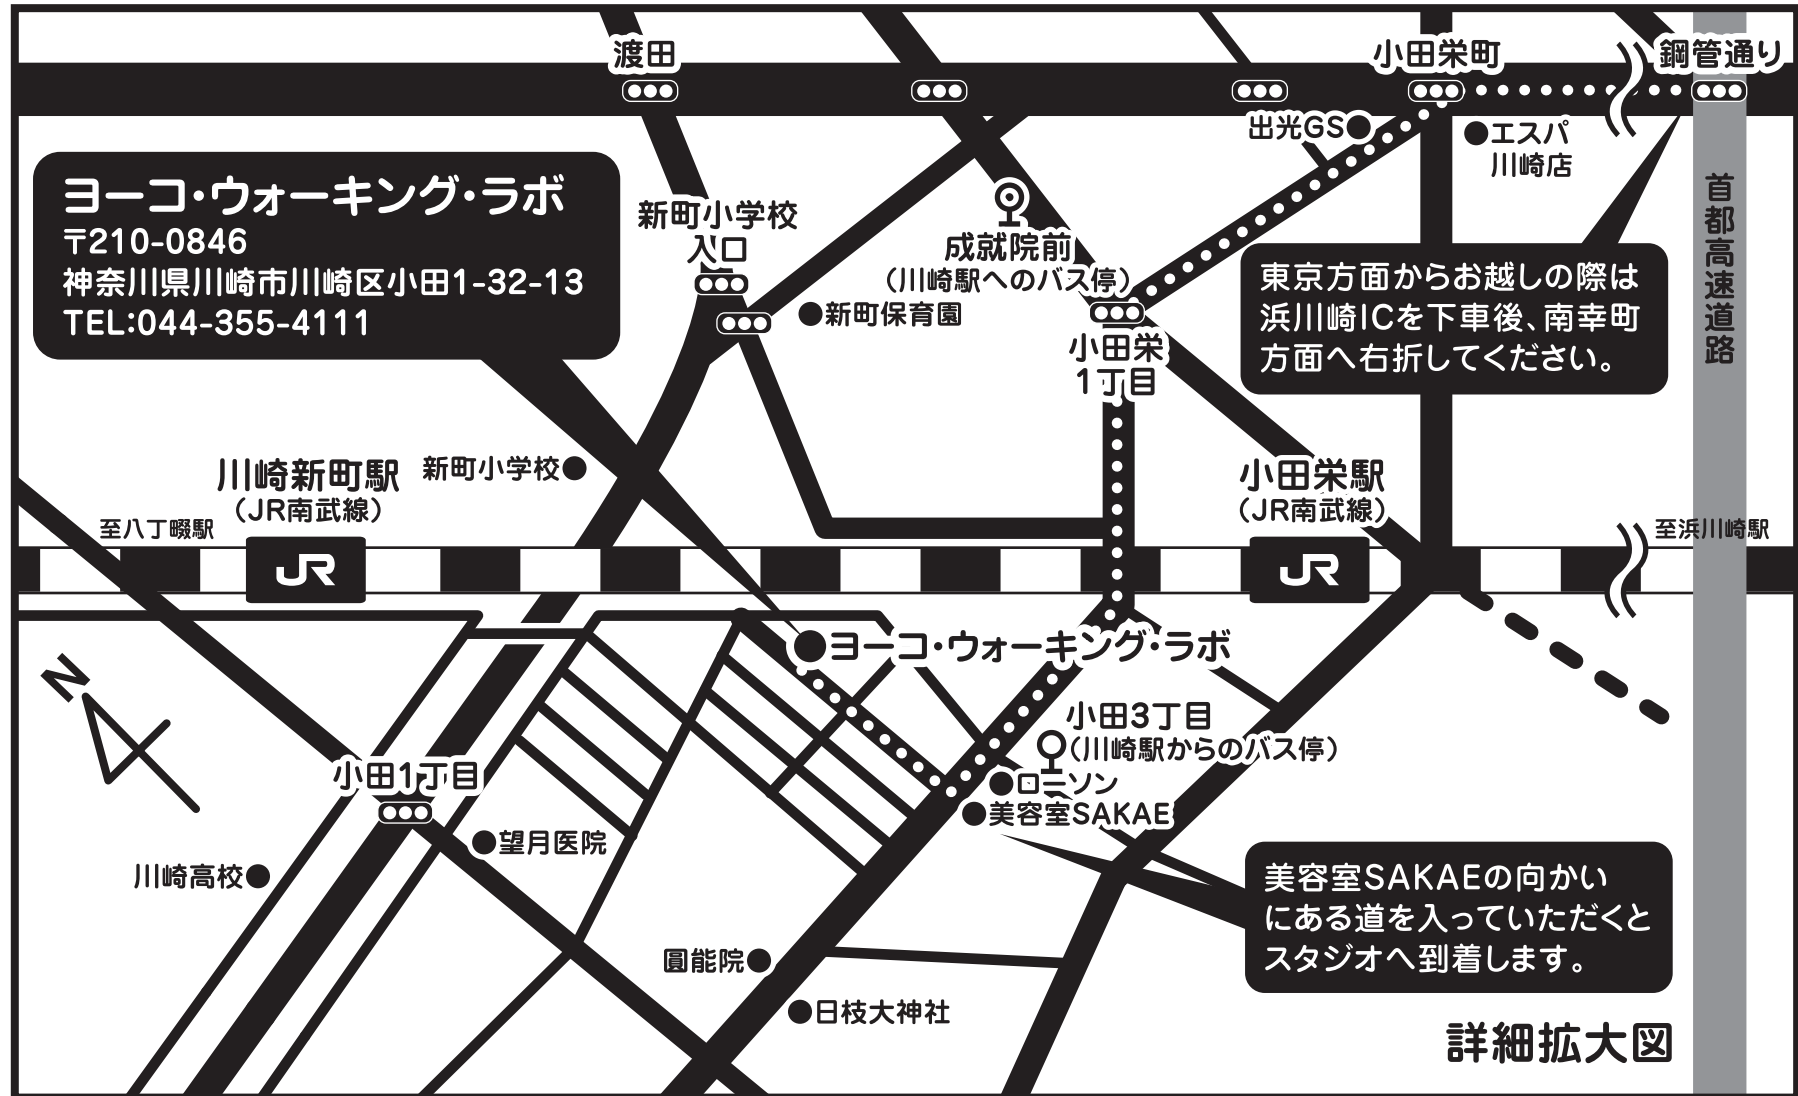 渡田
小田栄町
鋼管通り
出光GS
エスパ
川崎店
ヨーコ・ウォーキング・ラボ
〒210-0846
神奈川県川崎市川崎区小田1-32-13
TEL:044-355-4111
新町小学校
入口
成就院前
(川崎駅へのバス停)
新町保育園
小田栄
1丁目
東京方面からお越しの際は
浜川崎ICを下車後、南幸町
方面へ右折してください。
首都高速道路
川崎新町駅
(JR南武線)
新町小学校
小田栄駅
(JR南武線)
至八丁畷駅
至浜川崎駅
JR
JR
ヨーコ・ウォーキング・ラボ
N
小田3丁目
(川崎駅からのバス停)
ローソン
美容室SAKAE
小田1丁目
望月医院
川崎高校
美容室SAKAEの向かい
にある道を入っていただくと
スタジオへ到着します。
圓能院
日枝大神社
詳細拡大図